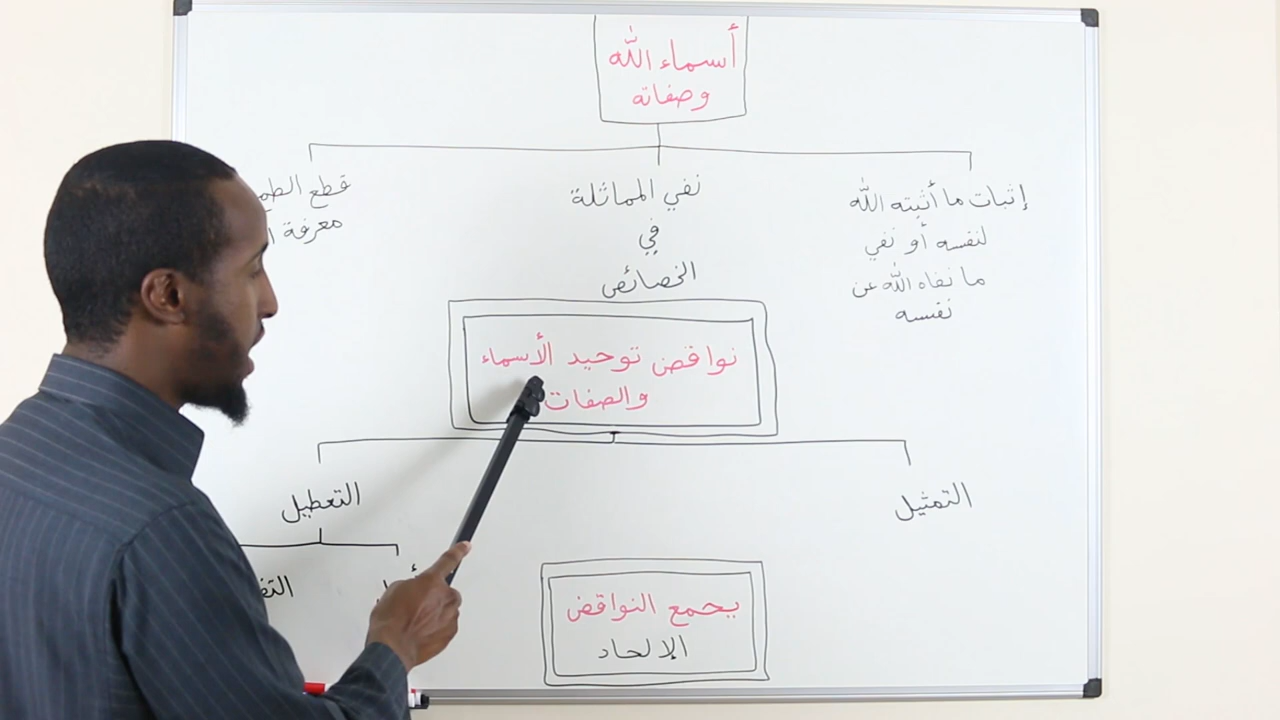 أسماء الله
وصفاته
إثبات ما أثبته الله
لنفسه أو نفي
ما نفاه الله عن
نفسه
نفي المماثلة
في
الخصائص
قطع
معرفة
نواقض توحيد الأسماء
والصفات
التمثيل
التعطيل
يجمع النواقض
الإلحاد